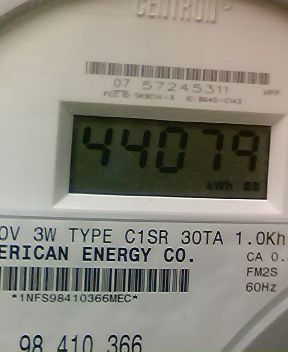 CENTRON®
07 57245311 HPP
44079
kWh
0V 3W TYPE C1SR 30TA 1.0Kh
ERICAN ENERGY CO.
CA 0.
FM2S
*1NFS98410366MEC*
60Hz
98 410 366